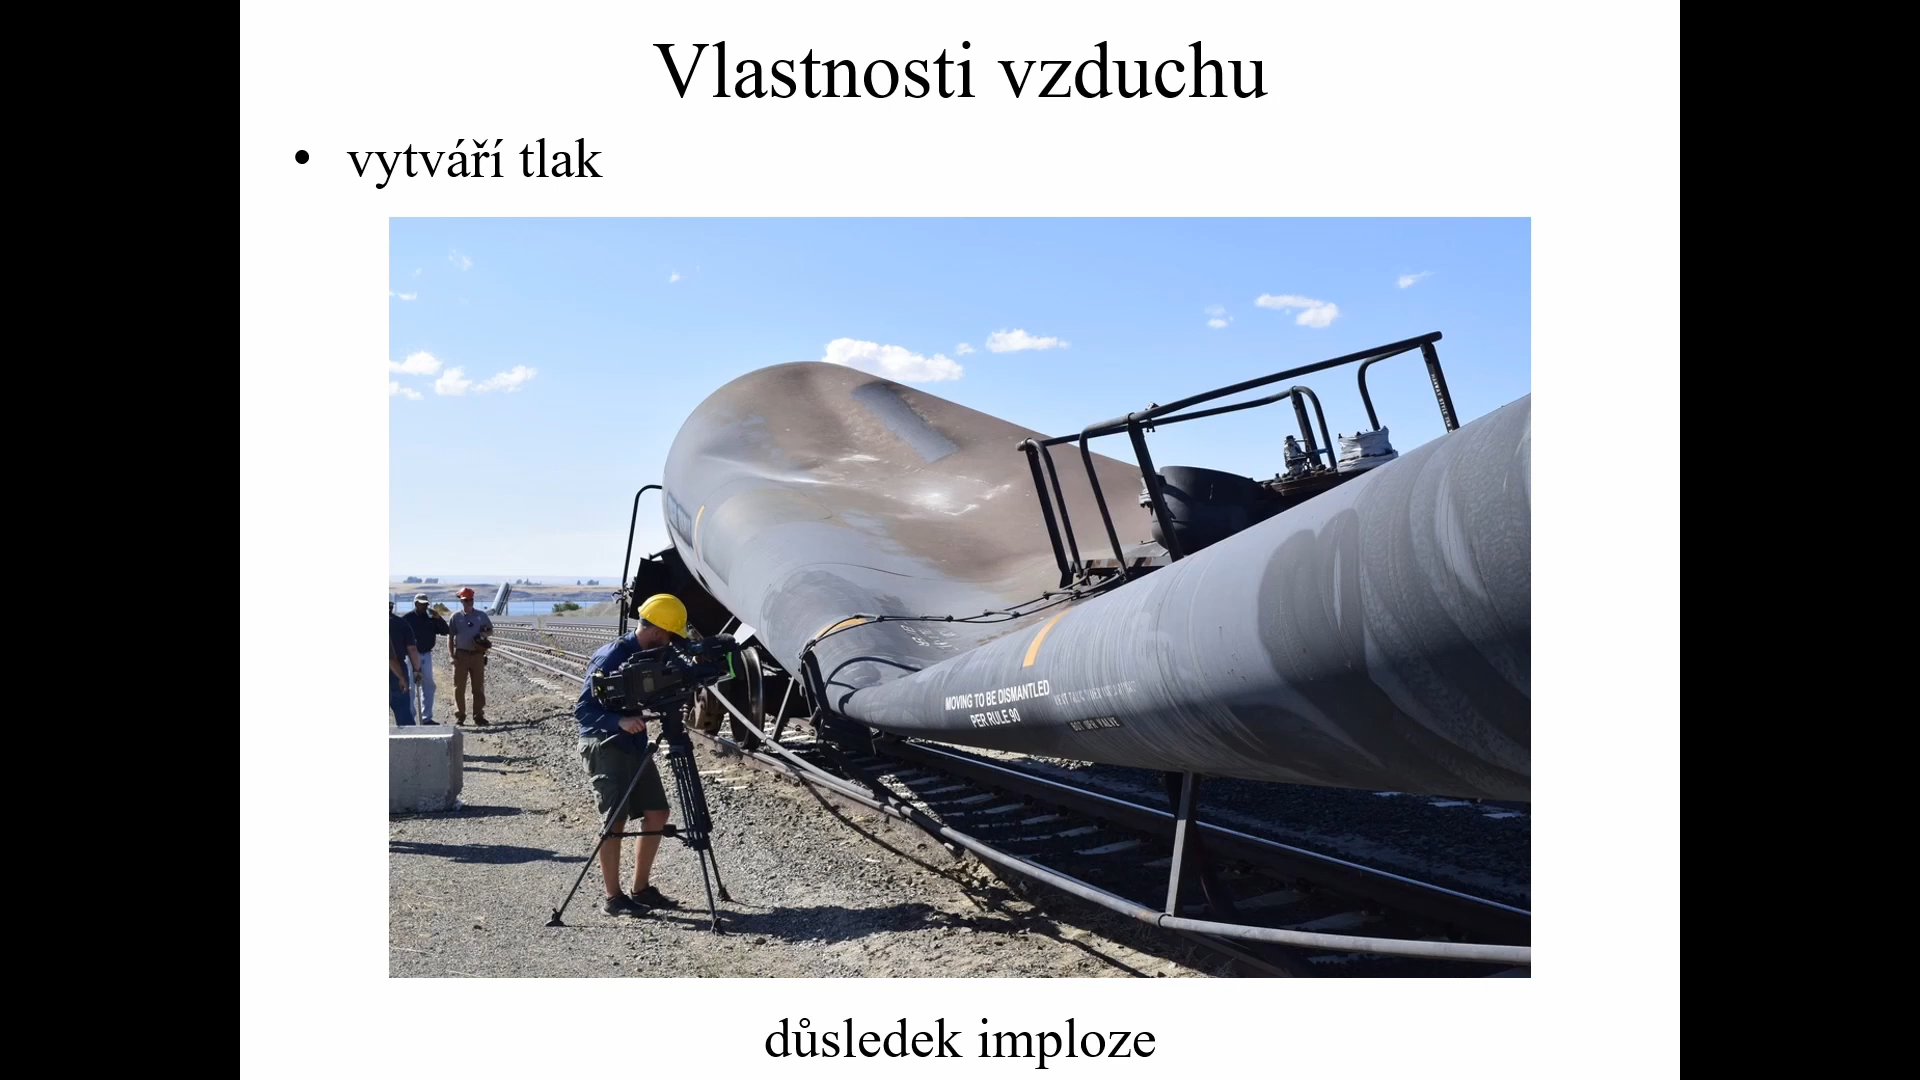 Vlastnosti vzduchu
• vytváří tlak
MOVING TO BE DISMANTLED
PER RULE 90
důsledek imploze